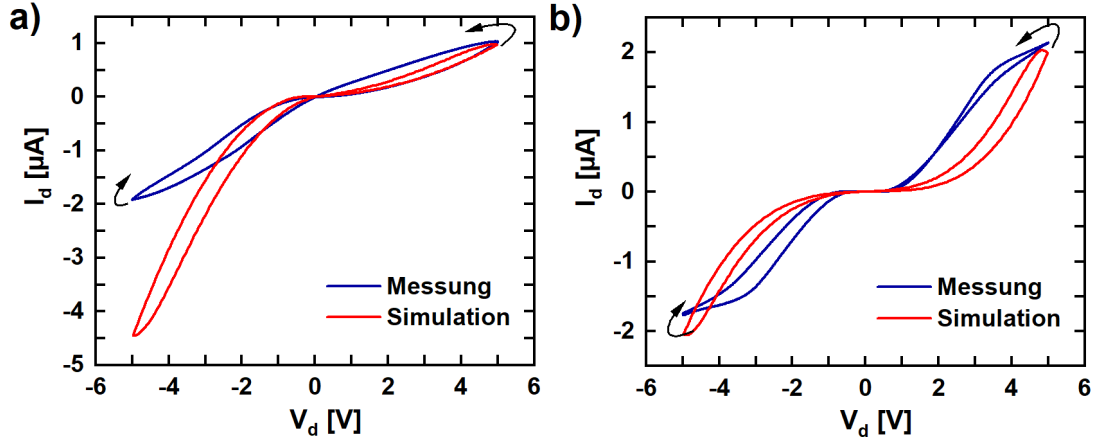 a)
1
0
-1
-2
-3
-4
-5
I_d [µA]
-6 -4 -2 0 2 4 6
V_d [V]
Messung
Simulation
b)
2
1
0
-1
-2
I_d [µA]
-6 -4 -2 0 2 4 6
V_d [V]
Messung
Simulation